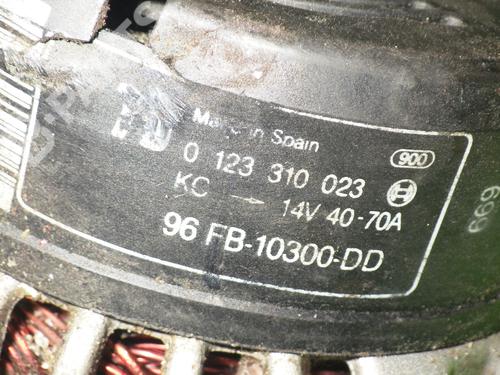 Made in Spain
900
0 123 310 023
KC → 14V 40-70A
96 FB-10300-DD
669